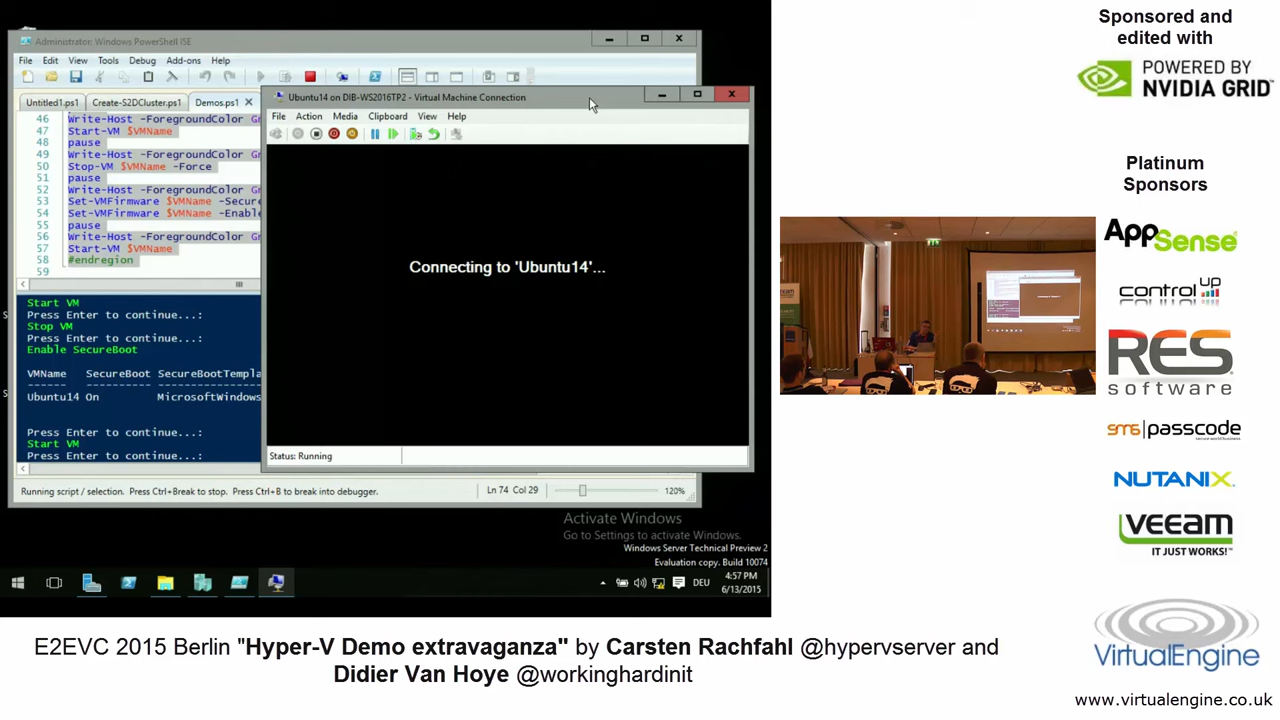 Administrator: Windows PowerShell ISE
File Edit View Tools Debug Add-ons Help
Untitled1.ps1 Create-S2DCluster.ps1 Demos.ps1
46 Write-Host -ForegroundColor Gr
47 Start-VM $VMName
48 pause
49 Write-Host -ForegroundColor Gr
50 Stop-VM $VMName -Force
51 pause
52 Write-Host -ForegroundColor Gr
53 Set-VMFirmware $VMName -Secure
54 Set-VMFirmware $VMName -Enabl
55 pause
56 Write-Host -ForegroundColor Gr
57 Start-VM $VMName
58 #endregion
59
Start VM
Press Enter to continue...:
Stop VM
Press Enter to continue...:
Enable SecureBoot
VMName SecureBoot SecureBootTempla
------ ---------- ----------------
Ubuntu14 On MicrosoftWindows
Press Enter to continue...:
Start VM
Press Enter to continue...:
Running script / selection. Press Ctrl+Break to stop. Press Ctrl+B to break into debugger.
Ln 74 Col 29
120%
Ubuntu14 on DIB-WS2016TP2 - Virtual Machine Connection
File Action Media Clipboard View Help
Connecting to 'Ubuntu14'...
Status: Running
Activate Windows
Go to Settings to activate Windows.
Windows Server Technical Preview 2
Evaluation copy. Build 10074
DEU
4:57 PM
6/13/2015
Sponsored and
edited with
POWERED BY
NVIDIA GRID™
Platinum
Sponsors
AppSense
control up
RES
software
sms passcode
NUTANIX
VEEAM
IT JUST WORKS!
VirtualEngine
www.virtualengine.co.uk
E2EVC 2015 Berlin "Hyper-V Demo extravaganza" by Carsten Rachfahl @hypervserver and
Didier Van Hoye @workinghardinit